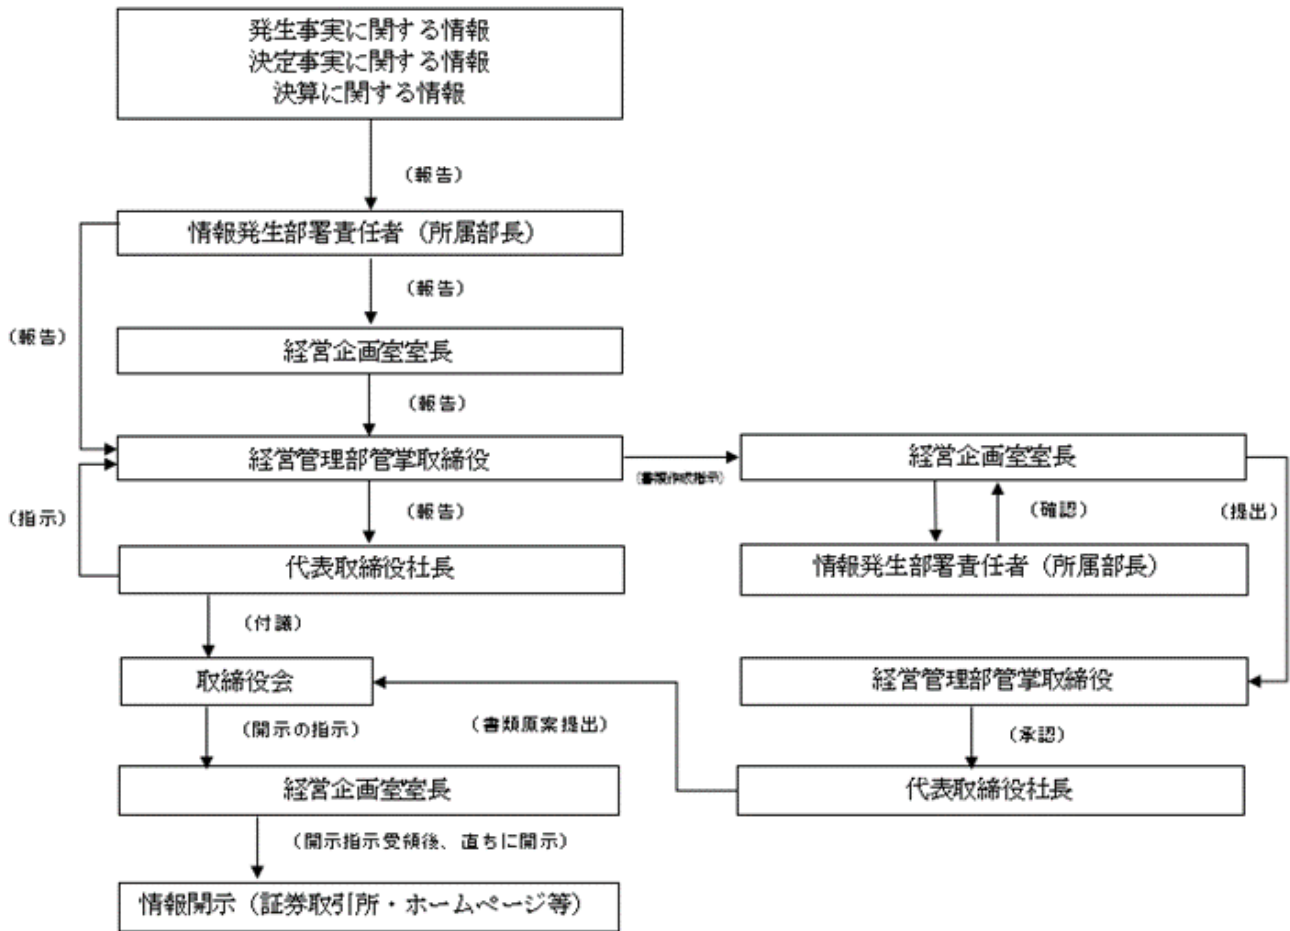 発生事実に関する情報
決定事実に関する情報
決算に関する情報
（報告）
情報発生部署責任者（所属部長）
（報告）
（報告）
経営企画室室長
（報告）
経営管理部管掌取締役
（書類作成指示）
経営企画室室長
（指示）
（報告）
（確認）
（提出）
代表取締役社長
情報発生部署責任者（所属部長）
（付議）
取締役会
経営管理部管掌取締役
（開示の指示）
（書類原案提出）
（承認）
経営企画室室長
代表取締役社長
（開示指示受領後、直ちに開示）
情報開示（証券取引所・ホームページ等）